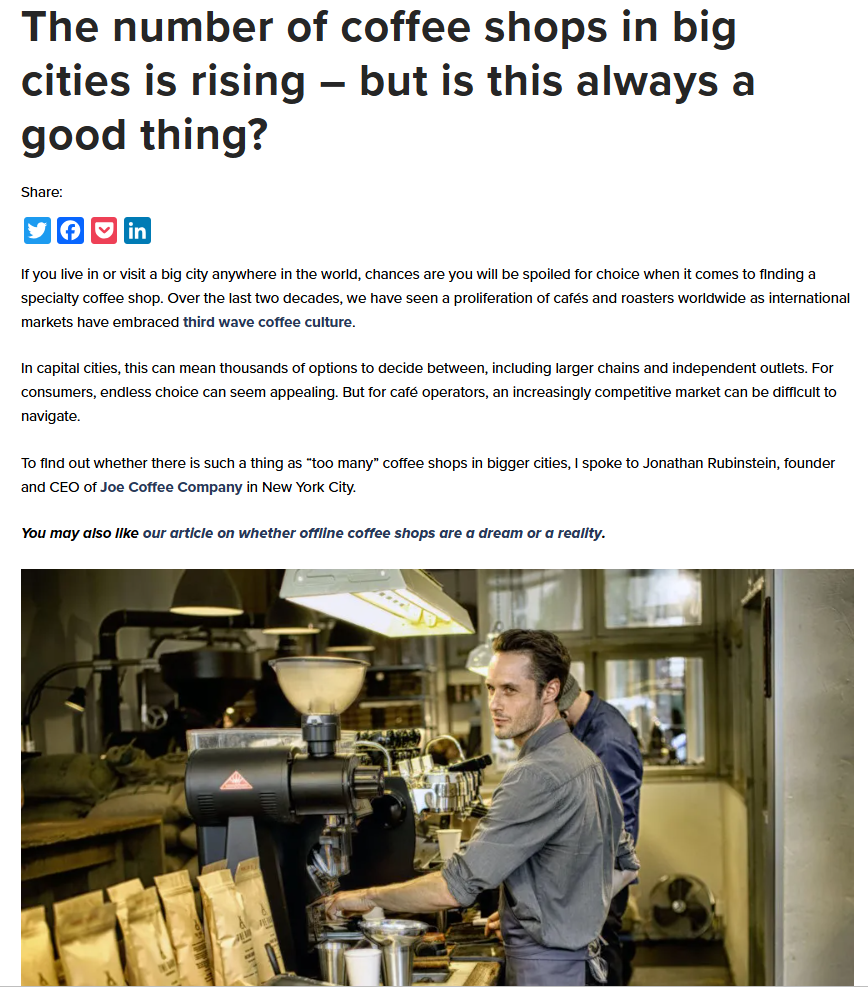 The number of coffee shops in big
cities is rising – but is this always a
good thing?
Share:
If you live in or visit a big city anywhere in the world, chances are you will be spoiled for choice when it comes to finding a
specialty coffee shop. Over the last two decades, we have seen a proliferation of cafés and roasters worldwide as international
markets have embraced third wave coffee culture.
In capital cities, this can mean thousands of options to decide between, including larger chains and independent outlets. For
consumers, endless choice can seem appealing. But for café operators, an increasingly competitive market can be difficult to
navigate.
To find out whether there is such a thing as “too many” coffee shops in bigger cities, I spoke to Jonathan Rubinstein, founder
and CEO of Joe Coffee Company in New York City.
You may also like our article on whether offline coffee shops are a dream or a reality.